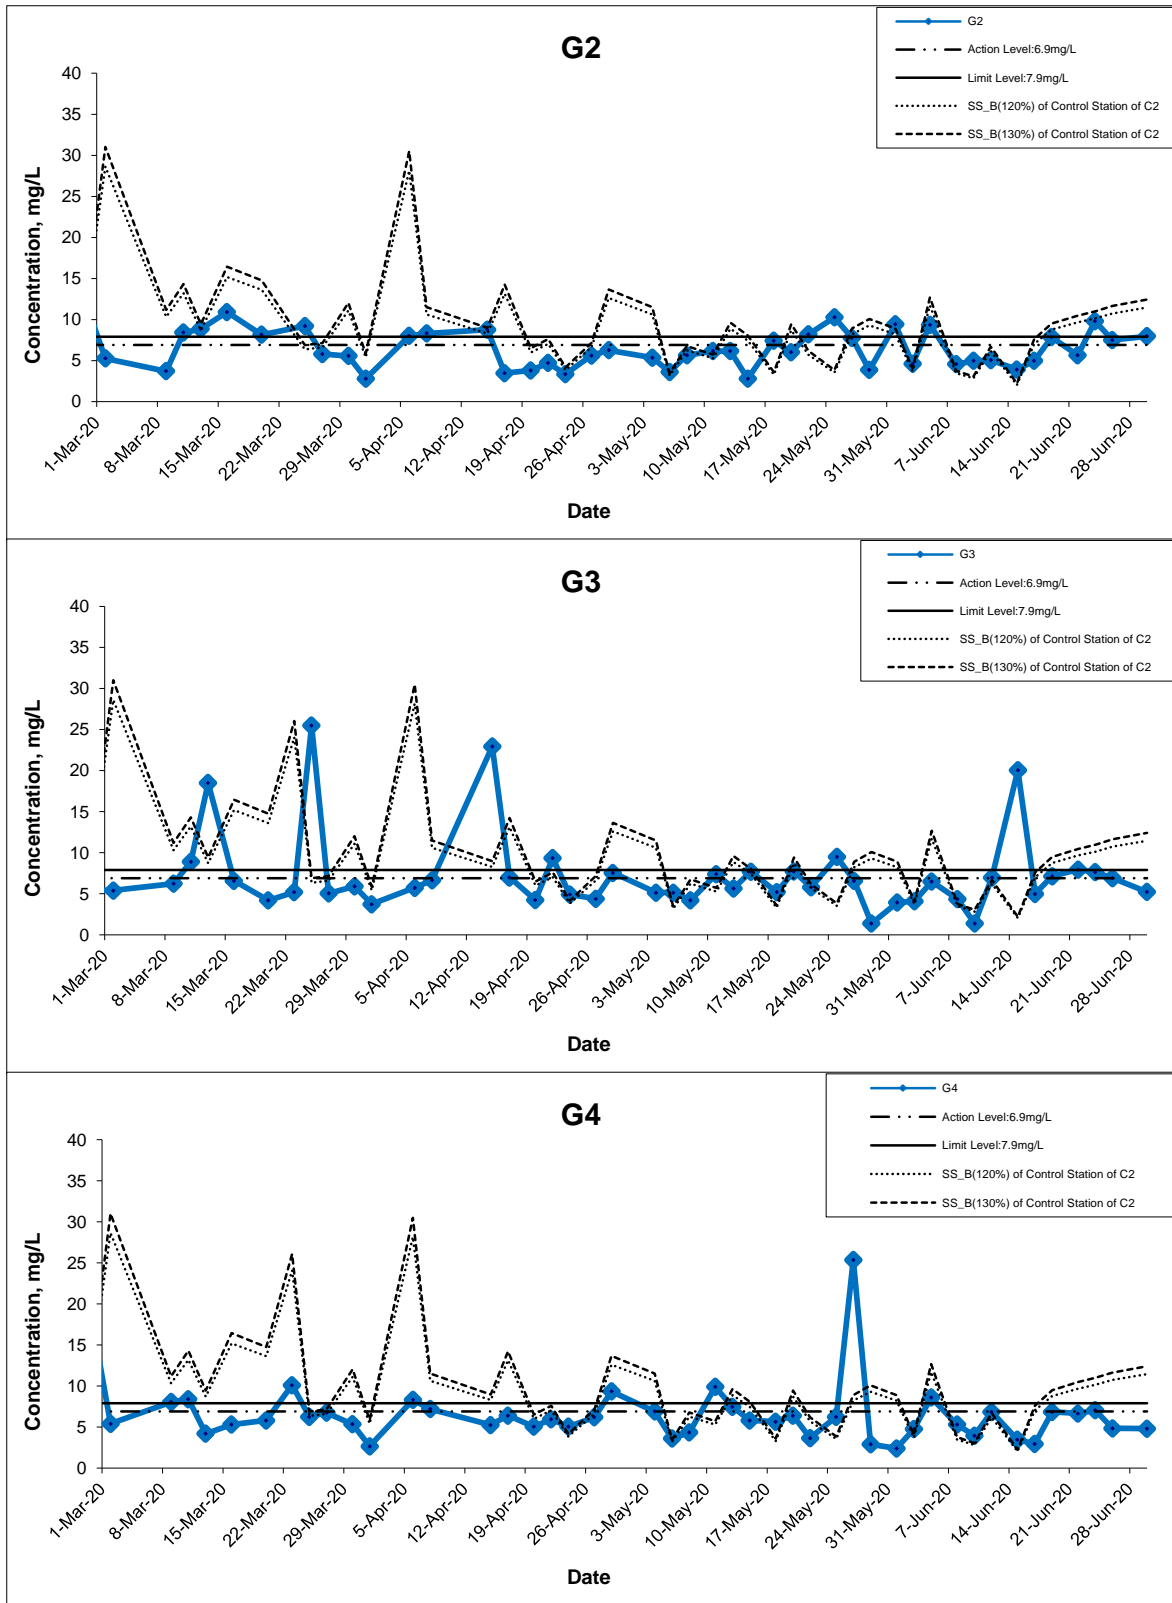 G2
G2
Action Level:6.9mg/L
Limit Level:7.9mg/L
SS_B(120%) of Control Station of C2
SS_B(130%) of Control Station of C2
Concentration, mg/L
40
35
30
25
20
15
10
5
0
1-Mar-20
8-Mar-20
15-Mar-20
22-Mar-20
29-Mar-20
5-Apr-20
12-Apr-20
19-Apr-20
26-Apr-20
3-May-20
10-May-20
17-May-20
24-May-20
31-May-20
7-Jun-20
14-Jun-20
21-Jun-20
28-Jun-20
Date
G3
G3
Action Level:6.9mg/L
Limit Level:7.9mg/L
SS_B(120%) of Control Station of C2
SS_B(130%) of Control Station of C2
Concentration, mg/L
40
35
30
25
20
15
10
5
0
1-Mar-20
8-Mar-20
15-Mar-20
22-Mar-20
29-Mar-20
5-Apr-20
12-Apr-20
19-Apr-20
26-Apr-20
3-May-20
10-May-20
17-May-20
24-May-20
31-May-20
7-Jun-20
14-Jun-20
21-Jun-20
28-Jun-20
Date
G4
G4
Action Level:6.9mg/L
Limit Level:7.9mg/L
SS_B(120%) of Control Station of C2
SS_B(130%) of Control Station of C2
Concentration, mg/L
40
35
30
25
20
15
10
5
0
1-Mar-20
8-Mar-20
15-Mar-20
22-Mar-20
29-Mar-20
5-Apr-20
12-Apr-20
19-Apr-20
26-Apr-20
3-May-20
10-May-20
17-May-20
24-May-20
31-May-20
7-Jun-20
14-Jun-20
21-Jun-20
28-Jun-20
Date